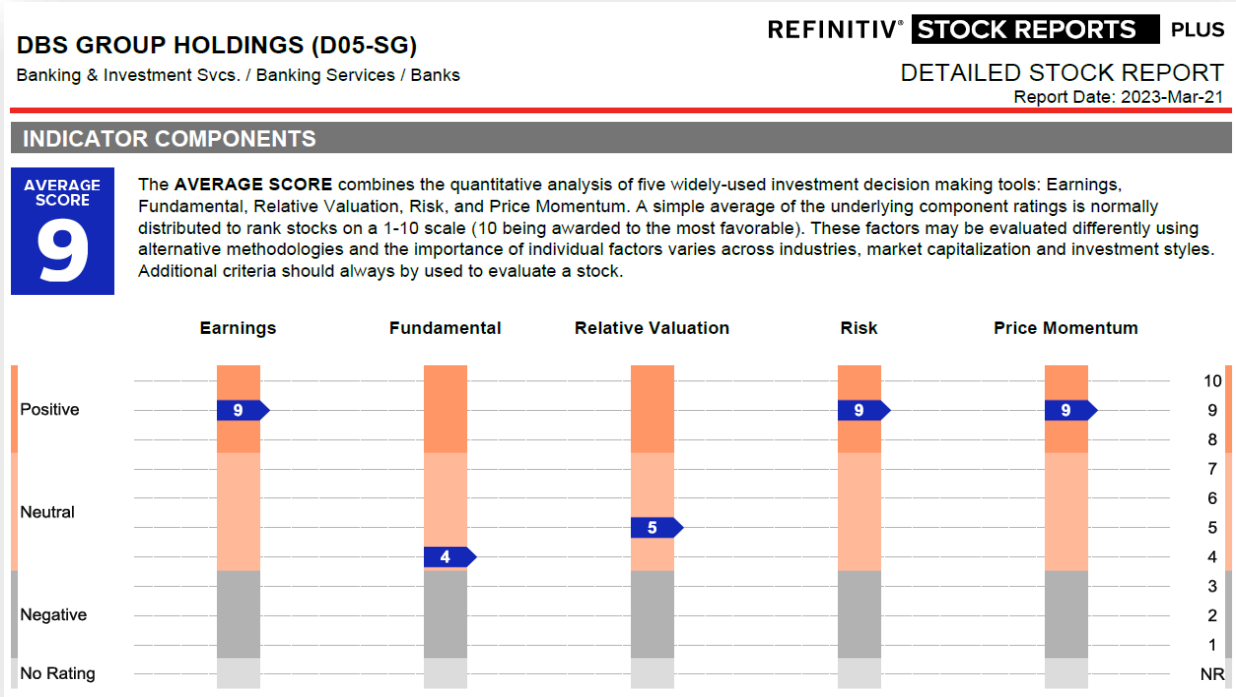 DBS GROUP HOLDINGS (D05-SG)
REFINITIV® STOCK REPORTS PLUS
Banking & Investment Svcs. / Banking Services / Banks
DETAILED STOCK REPORT
Report Date: 2023-Mar-21
INDICATOR COMPONENTS
AVERAGE
SCORE
9
The AVERAGE SCORE combines the quantitative analysis of five widely-used investment decision making tools: Earnings,
Fundamental, Relative Valuation, Risk, and Price Momentum. A simple average of the underlying component ratings is normally
distributed to rank stocks on a 1-10 scale (10 being awarded to the most favorable). These factors may be evaluated differently using
alternative methodologies and the importance of individual factors varies across industries, market capitalization and investment styles.
Additional criteria should always by used to evaluate a stock.
Earnings Fundamental Relative Valuation Risk Price Momentum
10
Positive 9 9 9 9
8
7
Neutral 6
5 5
4 4
3
Negative 2
1
No Rating NR